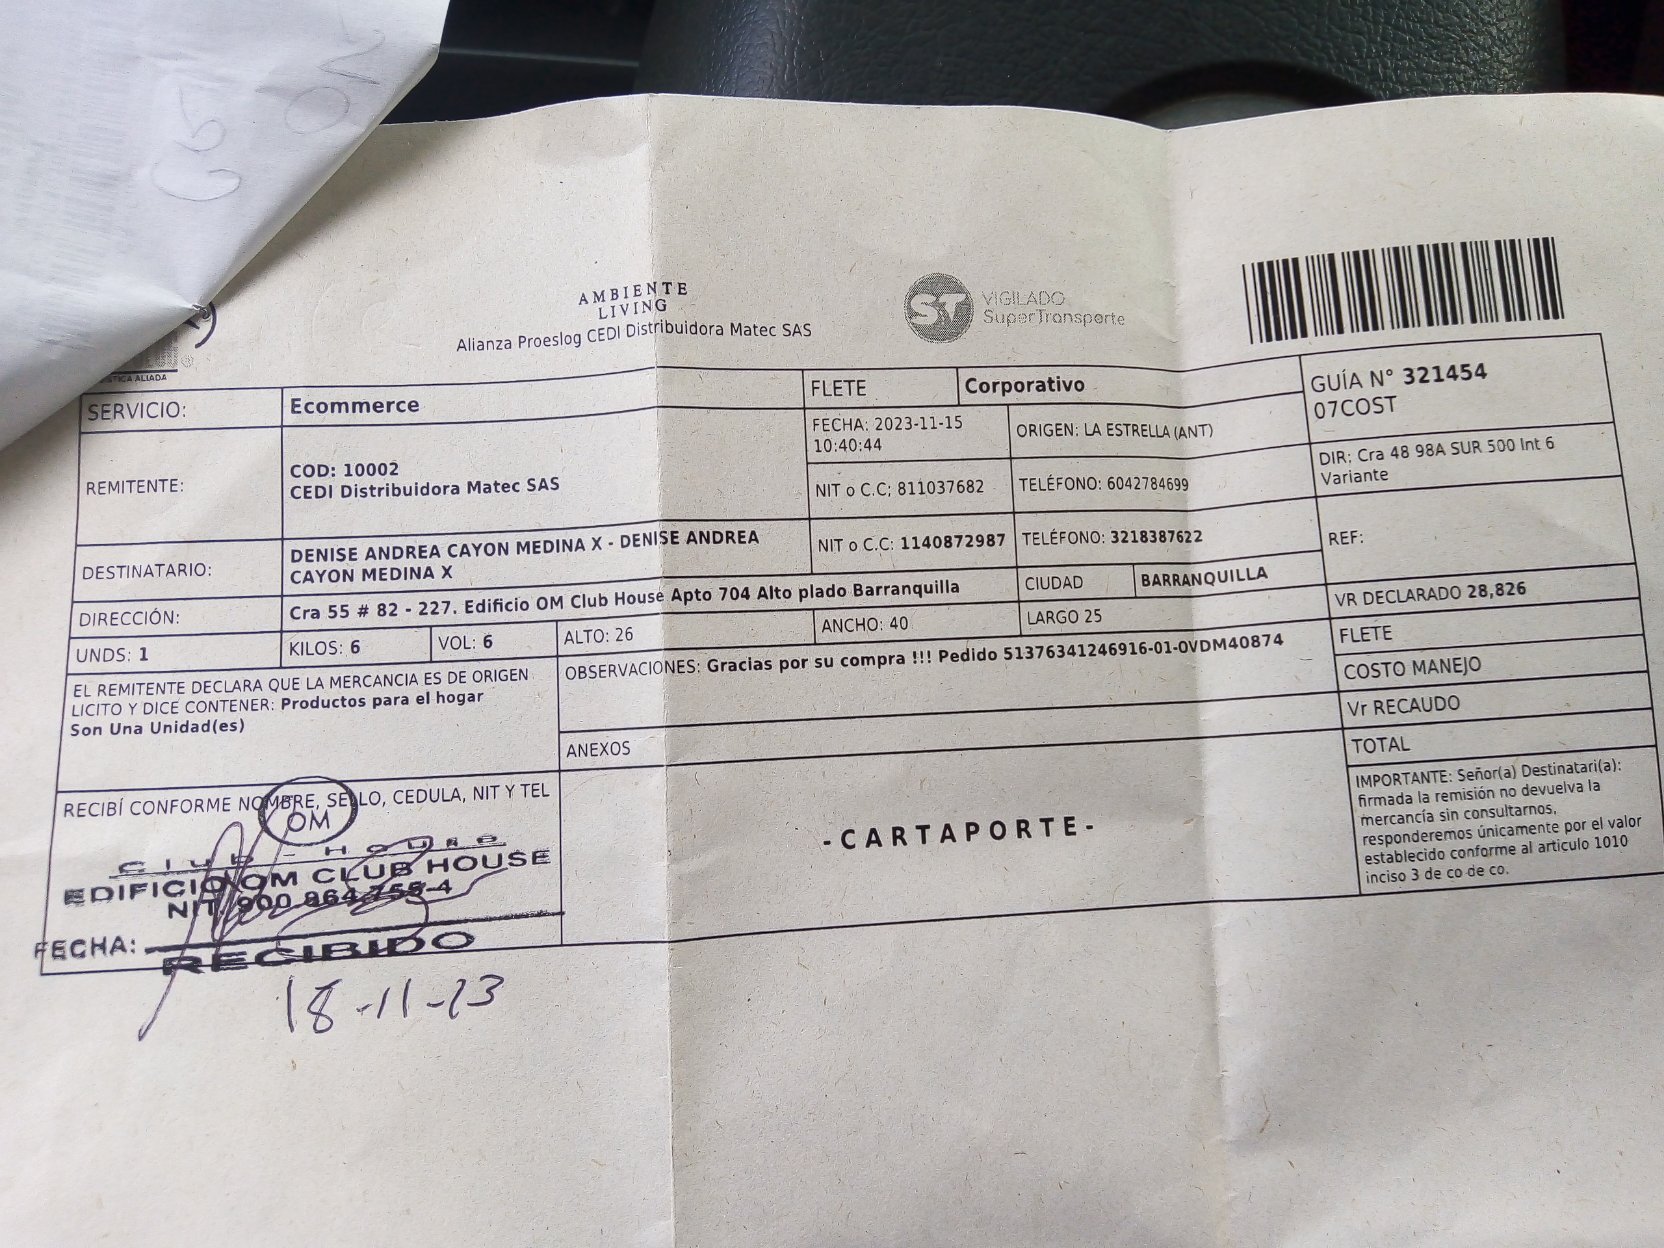 AMBIENTE
LIVING
Alianza Proeslog CEDI Distribuidora Matec SAS
ST
VIGILADO
SuperTransporte
STICA ALIADA
SERVICIO: Ecommerce
FLETE Corporativo
GUÍA N° 321454
07COST
REMITENTE:
COD: 10002
CEDI Distribuidora Matec SAS
FECHA: 2023-11-15
10:40:44
ORIGEN: LA ESTRELLA (ANT)
DIR: Cra 48 98A SUR 500 Int 6
Variante
NIT o C.C; 811037682
TELÉFONO: 6042784699
DESTINATARIO:
DENISE ANDREA CAYON MEDINA X - DENISE ANDREA
CAYON MEDINA X
NIT o C.C: 1140872987
TELÉFONO: 3218387622
REF:
DIRECCIÓN:
Cra 55 # 82 - 227. Edificio OM Club House Apto 704 Alto plado Barranquilla
CIUDAD BARRANQUILLA
VR DECLARADO 28,826
UNDS: 1
KILOS: 6
VOL: 6
ALTO: 26
ANCHO: 40
LARGO 25
FLETE
EL REMITENTE DECLARA QUE LA MERCANCIA ES DE ORIGEN
LICITO Y DICE CONTENER: Productos para el hogar
Son Una Unidad(es)
OBSERVACIONES: Gracias por su compra !!! Pedido 51376341246916-01-0VDM40874
COSTO MANEJO
Vr RECAUDO
ANEXOS
TOTAL
RECIBÍ CONFORME NOMBRE, SELLO, CEDULA, NIT Y TEL
-CARTAPORTE-
IMPORTANTE: Señor(a) Destinatari(a):
firmada la remisión no devuelva la
mercancía sin consultarnos,
responderemos únicamente por el valor
establecido conforme al articulo 1010
inciso 3 de co de co.
OM
Club-House
EDIFICIO OM CLUB HOUSE
NIT. 900 864 755-4
FECHA:
RECIBIDO
18-11-23